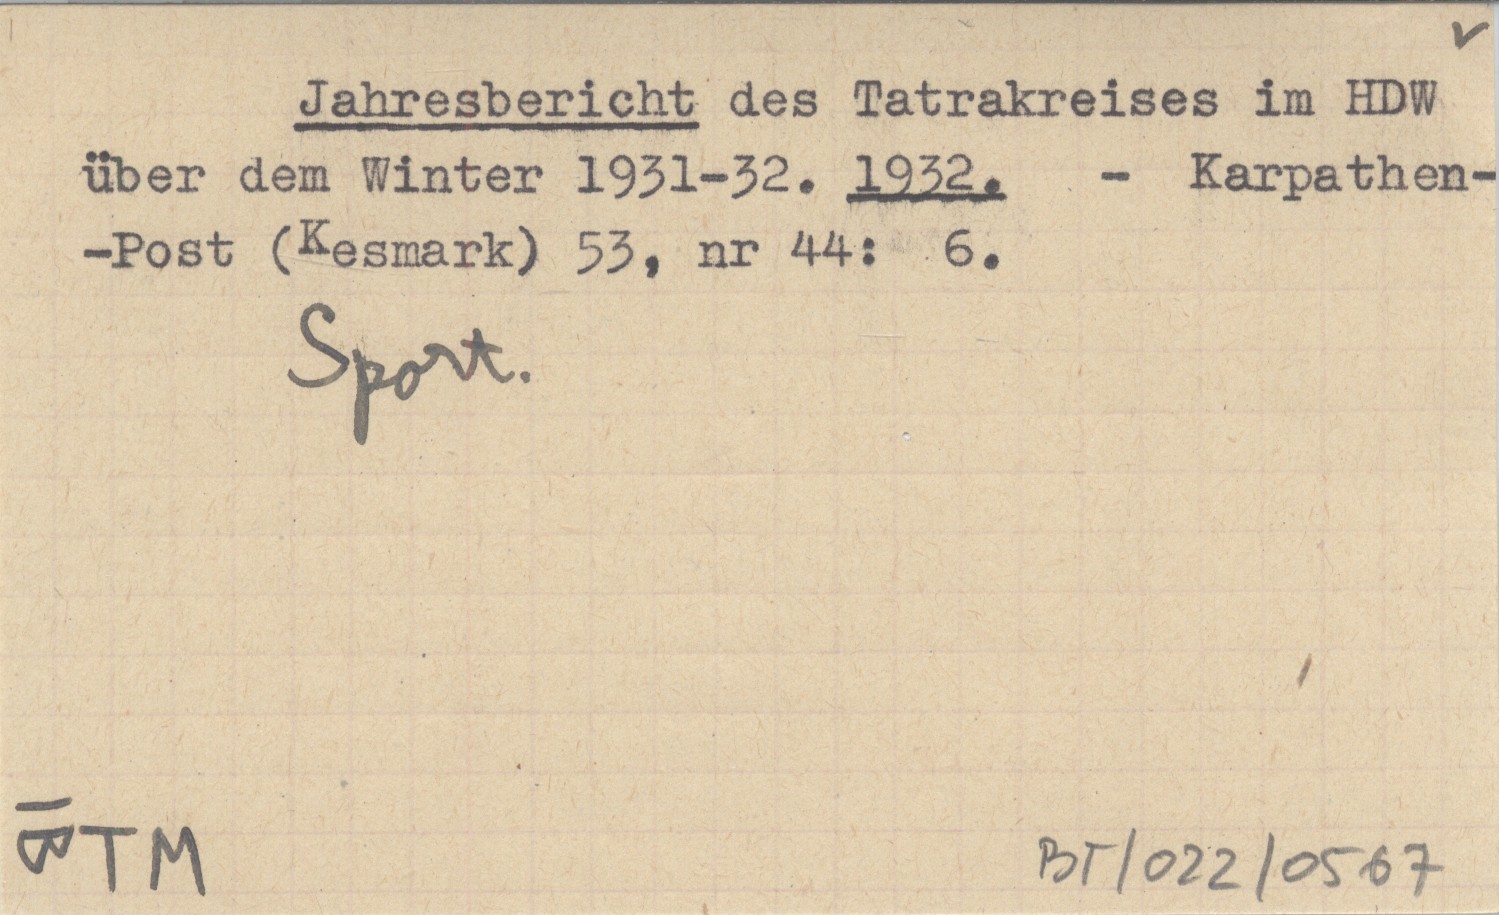 Jahresbericht des Tatrakreises im HDW
über dem Winter 1931-32. 1932. - Karpathen-
-Post (Kesmark) 53, nr 44: 6.
Sport.
TM
BT/022/0567